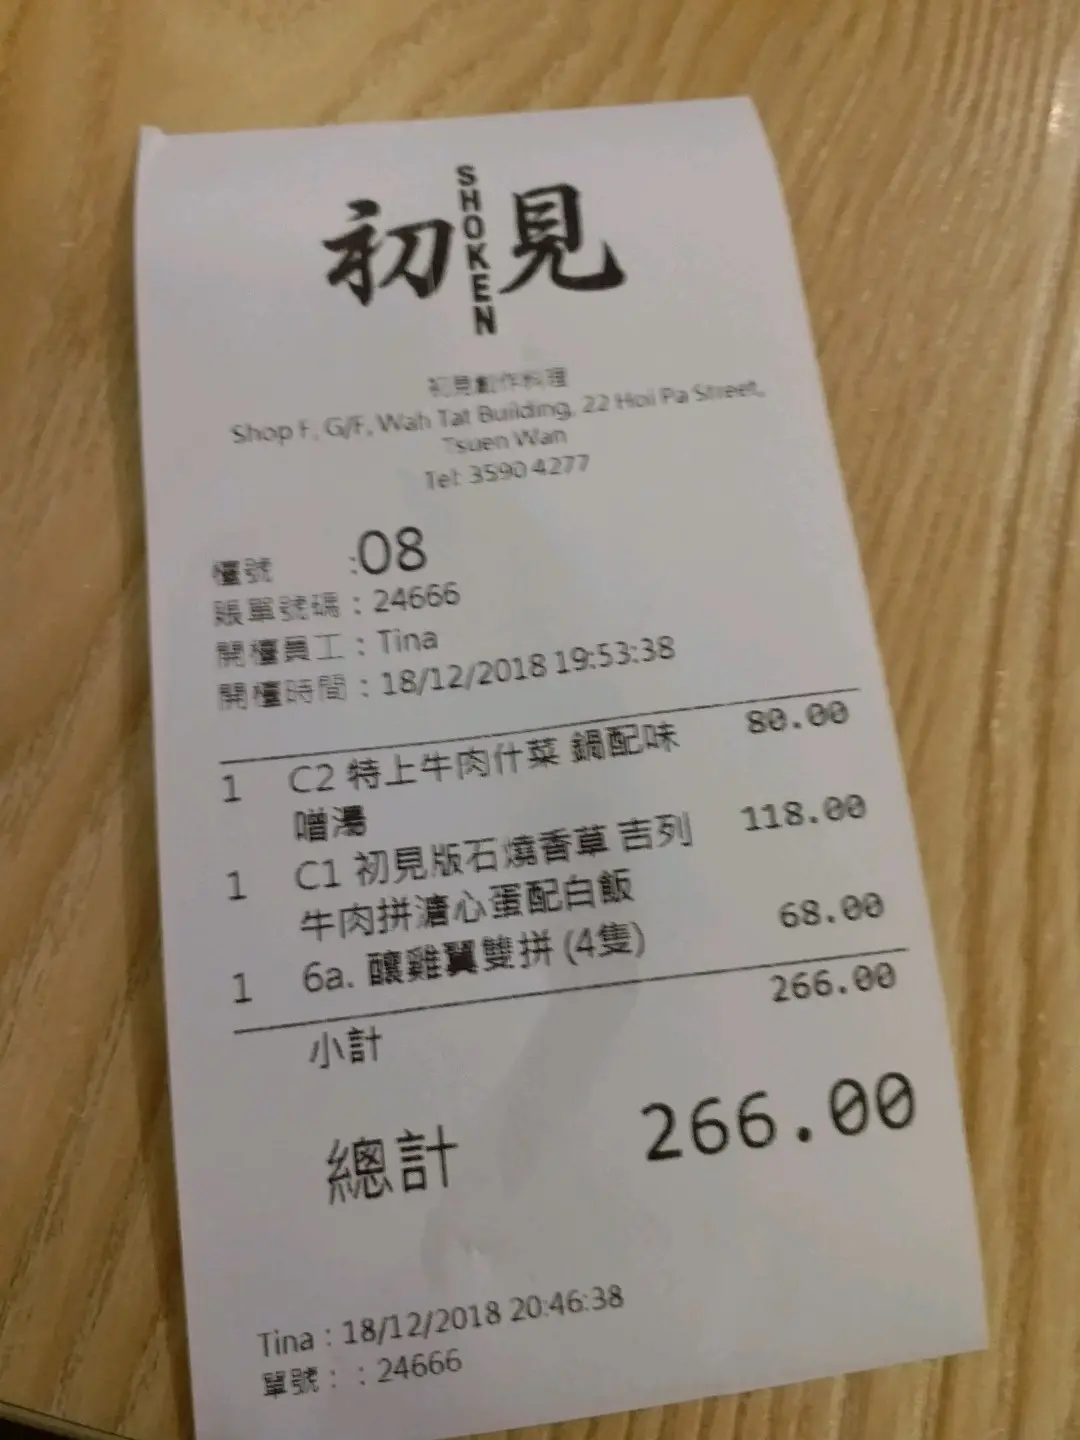 初見
SHOKEN
初見創作料理
Shop F, G/F, Wah Tat Building, 22 Hoi Pa Street,
Tsuen Wan
Tel: 3590 4277
檯號 :08
賬單號碼 : 24666
開檯員工 : Tina
開檯時間 : 18/12/2018 19:53:38
1 C2 特上牛肉什菜 鍋配味 80.00
噌湯
1 C1 初見版石燒香草 吉列 118.00
牛肉拼溏心蛋配白飯
1 6a. 釀雞翼雙拼 (4隻) 68.00
小計 266.00
總計 266.00
Tina : 18/12/2018 20:46:38
單號: : 24666